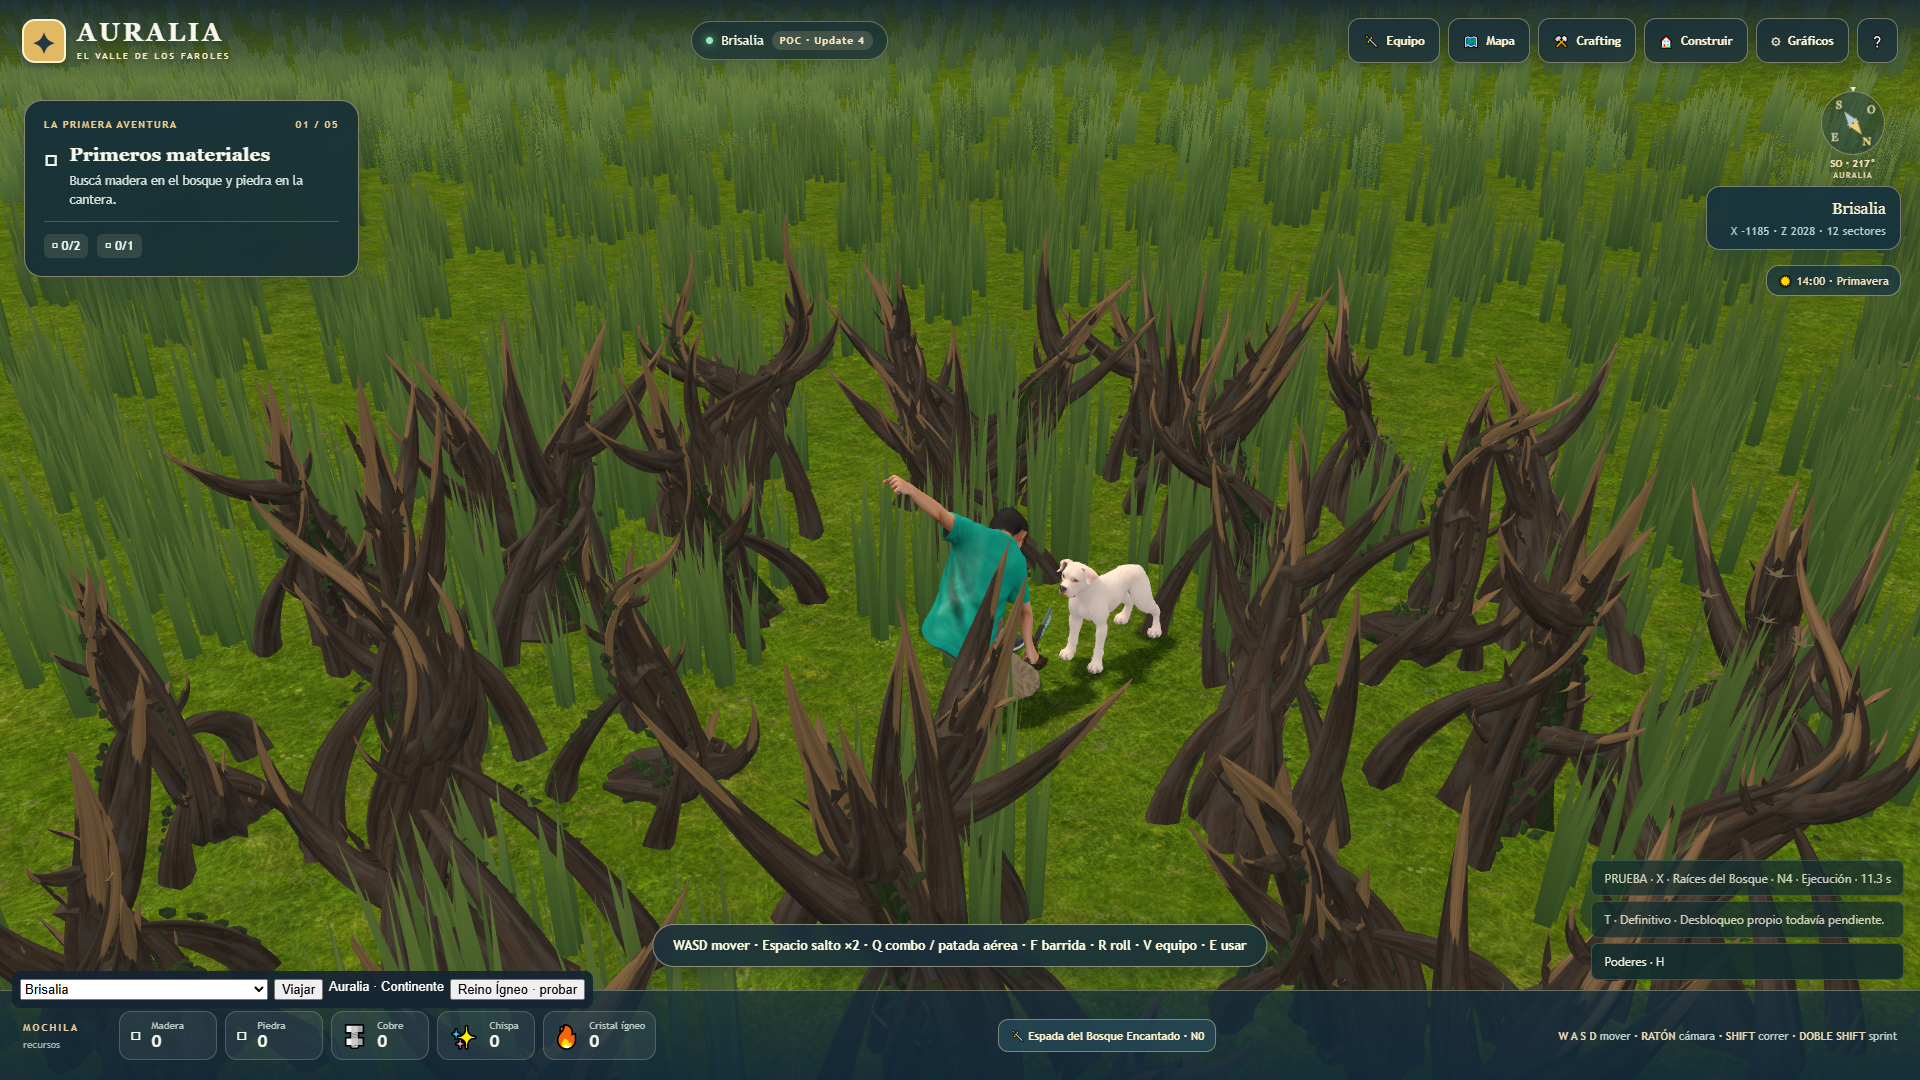 AURALIA
EL VALLE DE LOS FAROLES
Brisalia POC · Update 4
Equipo
Mapa
Crafting
Construir
Gráficos
?
LA PRIMERA AVENTURA 01 / 05
Primeros materiales
Buscá madera en el bosque y piedra en la
cantera.
0/2 0/1
S O
E N
SO · 217°
AURALIA
Brisalia
X -1185 · Z 2028 · 12 sectores
14:00 · Primavera
PRUEBA · X · Raíces del Bosque · N4 · Ejecución · 11.3 s
T · Definitivo · Desbloqueo propio todavía pendiente.
Poderes · H
WASD mover · Espacio salto ×2 · Q combo / patada aérea · F barrida · R roll · V equipo · E usar
Brisalia Viajar Auralia · Continente Reino Ígneo · probar
MOCHILA
recursos
Madera
0
Piedra
0
Cobre
0
Chispa
0
Cristal ígneo
0
Espada del Bosque Encantado · N0
W A S D mover · RATÓN cámara · SHIFT correr · DOBLE SHIFT sprint